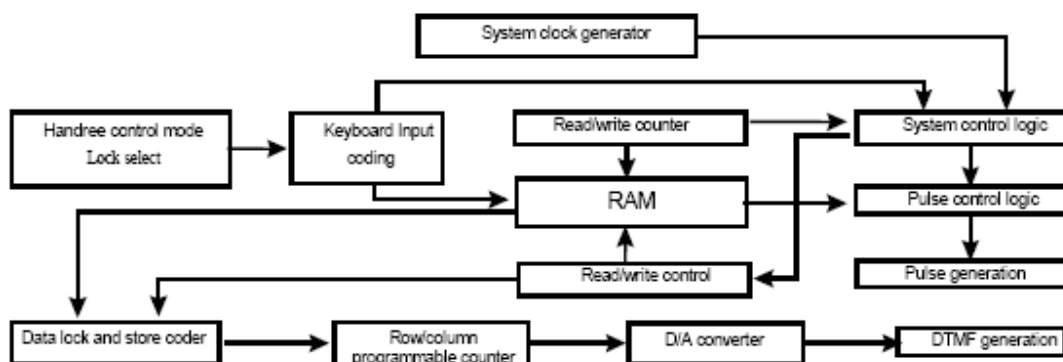 System clock generator
Handree control mode
Lock select
Keyboard Input
coding
Read/write counter
System control logic
RAM
Pulse control logic
Read/write control
Pulse generation
Data lock and store coder
Row/column
programmable counter
D/A converter
DTMF generation